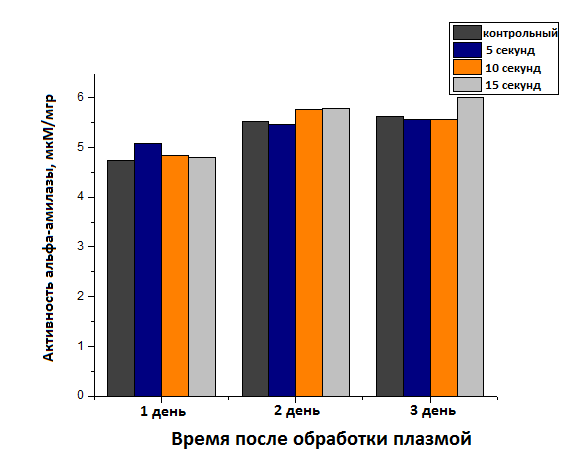 контрольный
5 секунд
10 секунд
15 секунд
Активность альфа-амилазы, мкМ/мгр
6
5
4
3
2
1
0
1 день
2 день
3 день
Время после обработки плазмой